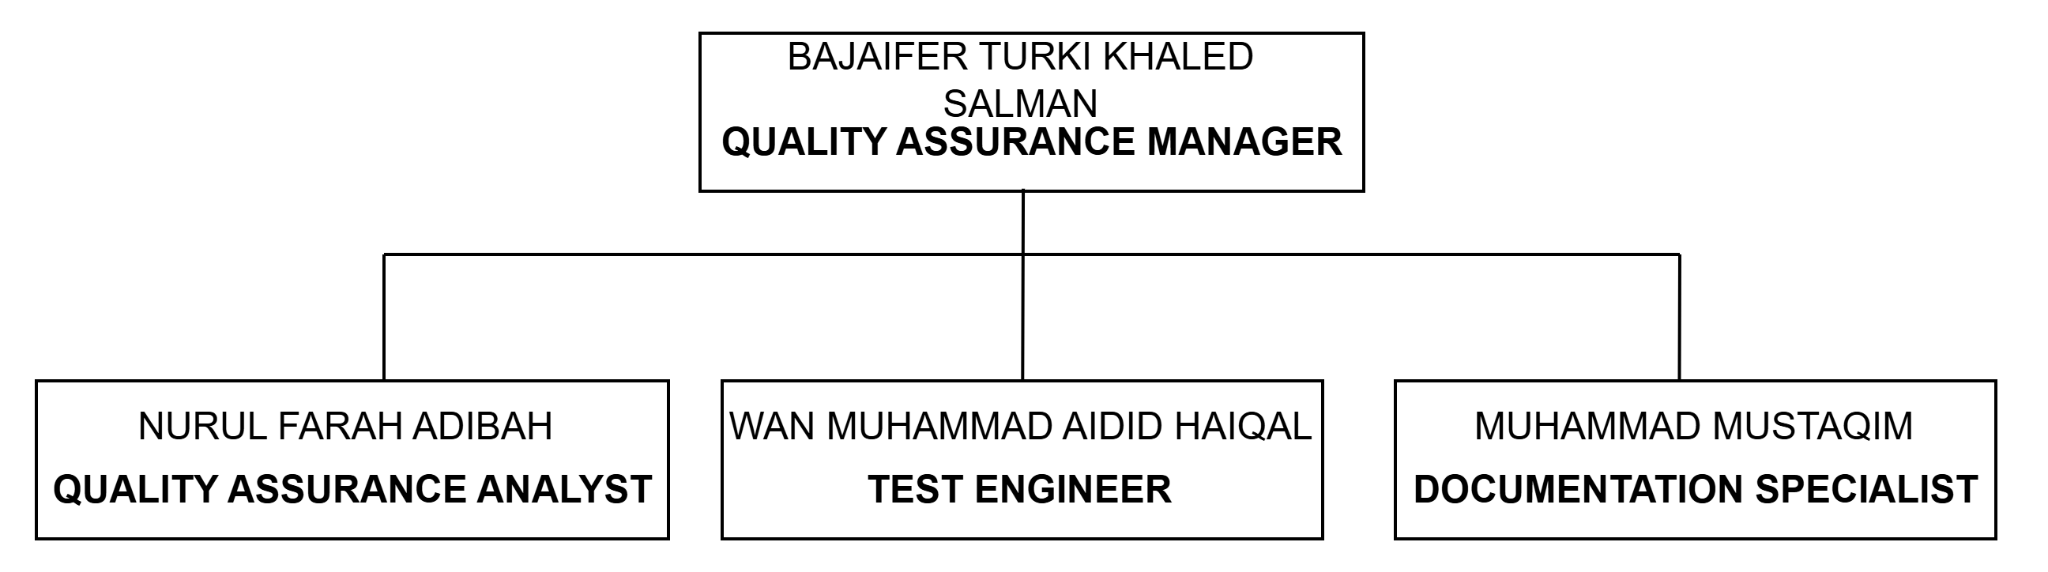 BAJAIFER TURKI KHALED
SALMAN
QUALITY ASSURANCE MANAGER
NURUL FARAH ADIBAH
QUALITY ASSURANCE ANALYST
WAN MUHAMMAD AIDID HAIQAL
TEST ENGINEER
MUHAMMAD MUSTAQIM
DOCUMENTATION SPECIALIST